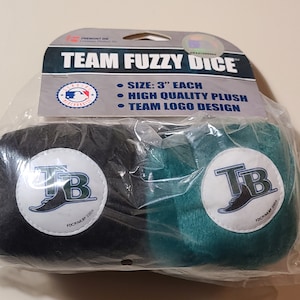 TEAM FUZZY DICE
• SIZE: 3" EACH
• HIGH QUALITY PLUSH
• TEAM LOGO DESIGN
TB
TB